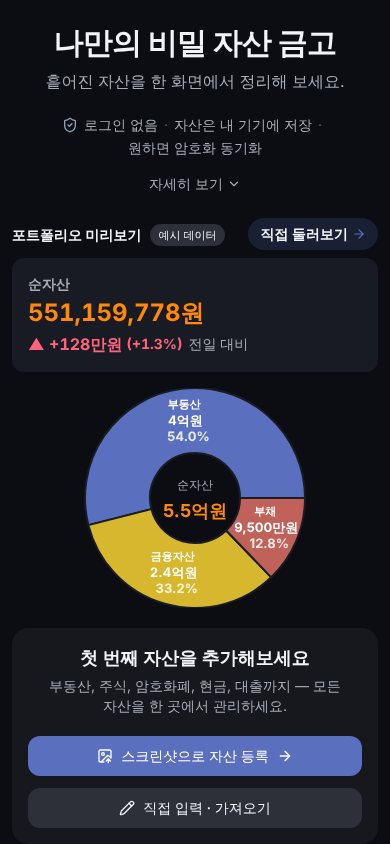 나만의 비밀 자산 금고
흩어진 자산을 한 화면에서 정리해 보세요.
로그인 없음 · 자산은 내 기기에 저장 ·
원하면 암호화 동기화
자세히 보기
포트폴리오 미리보기 예시 데이터 직접 둘러보기 →
순자산
551,159,778원
▲ +128만원 (+1.3%) 전일 대비
부동산
4억원
54.0%
순자산
5.5억원
부채
9,500만원
12.8%
금융자산
2.4억원
33.2%
첫 번째 자산을 추가해보세요
부동산, 주식, 암호화폐, 현금, 대출까지 — 모든
자산을 한 곳에서 관리하세요.
스크린샷으로 자산 등록 →
직접 입력 · 가져오기